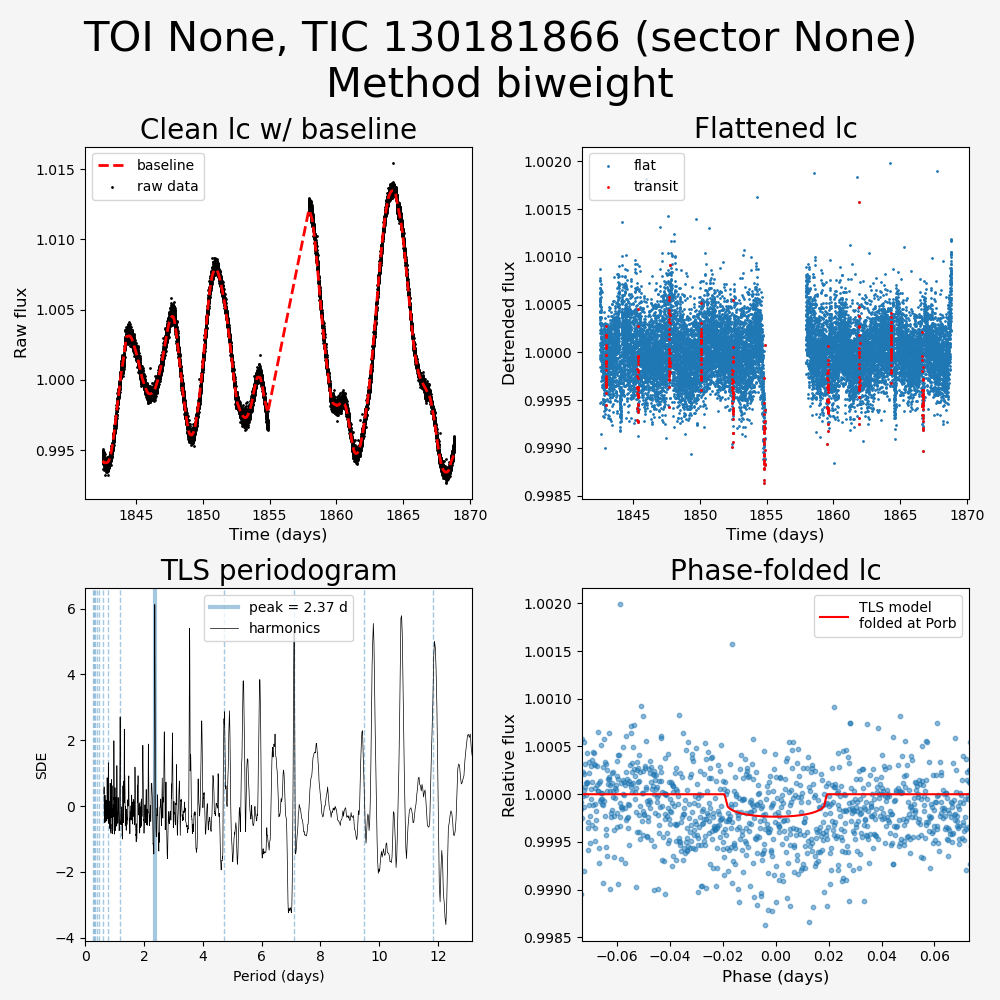 TOI None, TIC 130181866 (sector None)
Method biweight
Clean lc w/ baseline
baseline
raw data
1.015
1.010
1.005
1.000
0.995
Raw flux
1845
1850
1855
1860
1865
1870
Time (days)
Flattened lc
flat
transit
1.0020
1.0015
1.0010
1.0005
1.0000
0.9995
0.9990
0.9985
Detrended flux
1845
1850
1855
1860
1865
1870
Time (days)
TLS periodogram
peak = 2.37 d
harmonics
6
4
2
0
−2
−4
SDE
0
2
4
6
8
10
12
Period (days)
Phase-folded lc
TLS model
folded at Porb
1.0020
1.0015
1.0010
1.0005
1.0000
0.9995
0.9990
0.9985
Relative flux
−0.06
−0.04
−0.02
0.00
0.02
0.04
0.06
Phase (days)